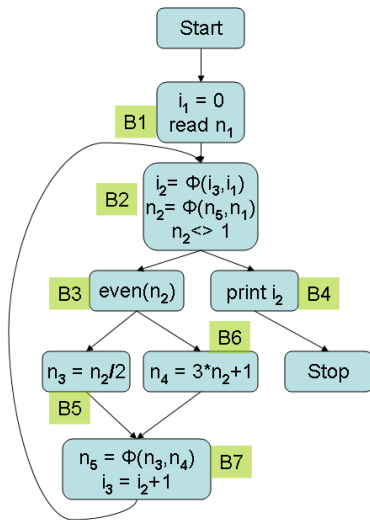 Start
B1
i₁ = 0
read n₁
B2
i₂= Φ(i₃,i₁)
n₂= Φ(n₅,n₁)
n₂<> 1
B3
even(n₂)
print i₂
B4
B6
n₃ = n₂/2
n₄ = 3*n₂+1
Stop
B5
n₅ = Φ(n₃,n₄)
i₃ = i₂+1
B7